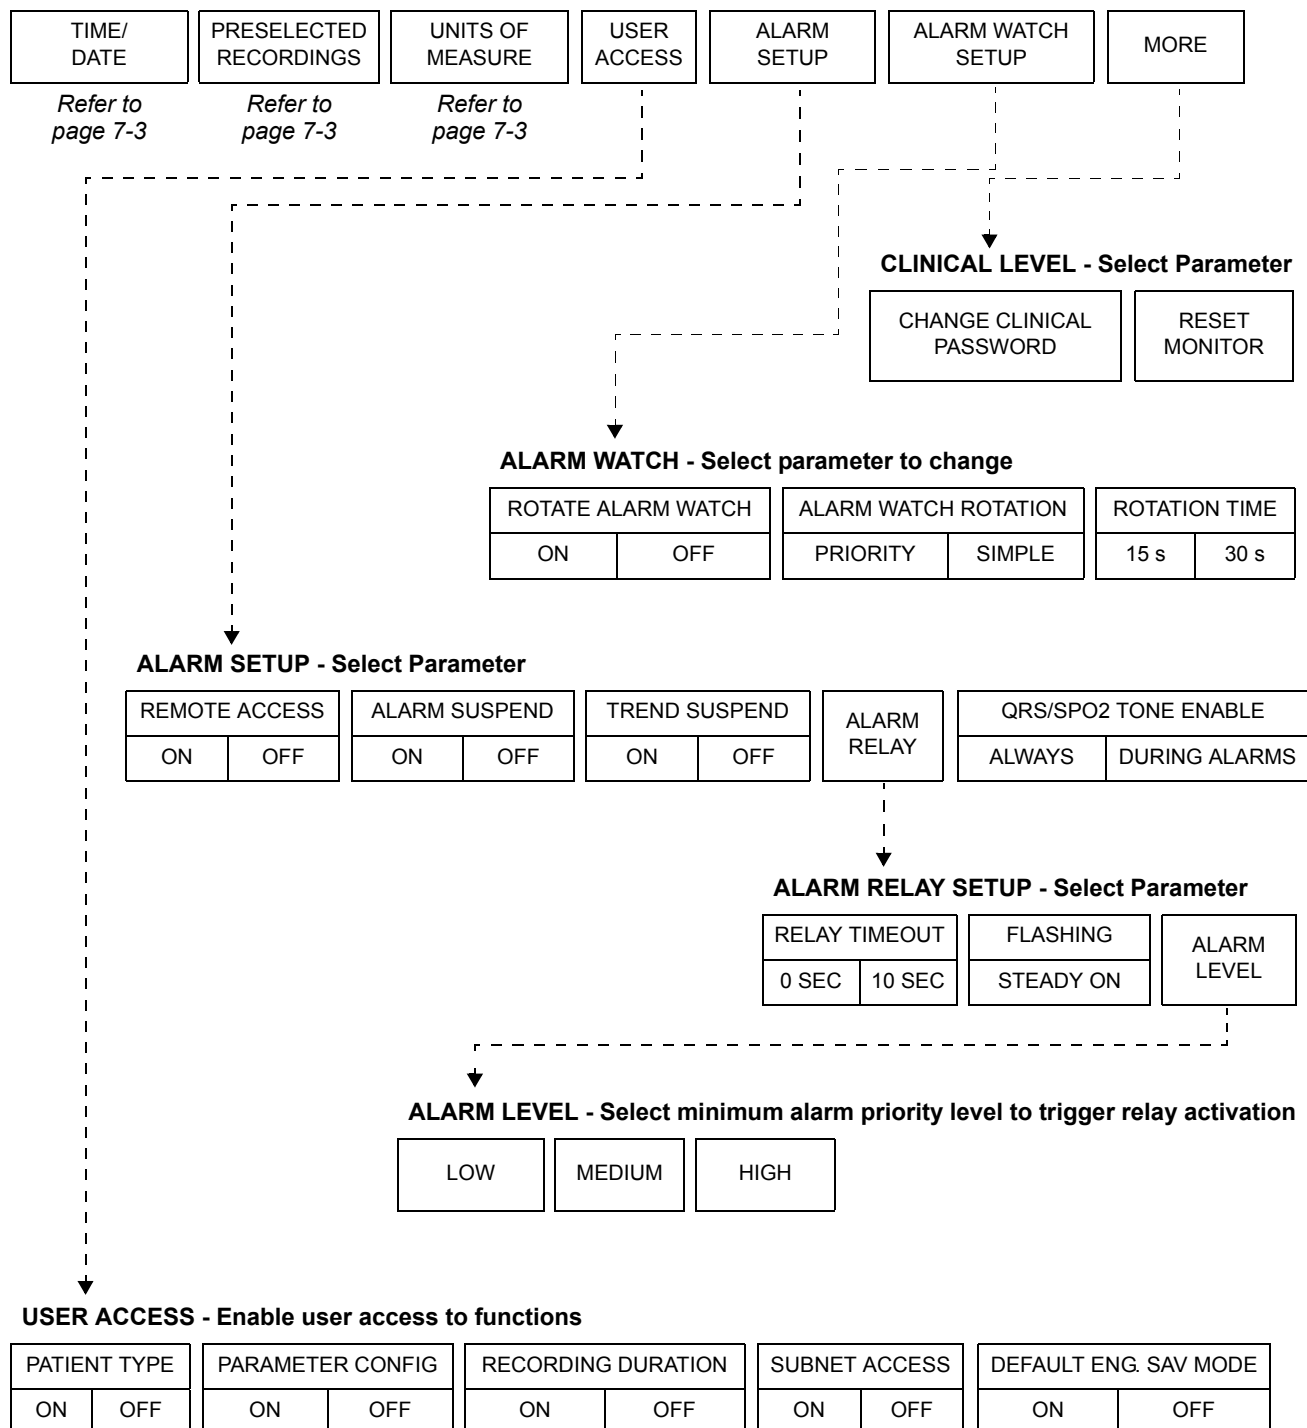 TIME/
DATE
PRESELECTED
RECORDINGS
UNITS OF
MEASURE
USER
ACCESS
ALARM
SETUP
ALARM WATCH
SETUP
MORE
Refer to
page 7-3
Refer to
page 7-3
Refer to
page 7-3
CLINICAL LEVEL - Select Parameter
CHANGE CLINICAL
PASSWORD
RESET
MONITOR
ALARM WATCH - Select parameter to change
ROTATE ALARM WATCH
ON OFF
ALARM WATCH ROTATION
PRIORITY SIMPLE
ROTATION TIME
15 s 30 s
ALARM SETUP - Select Parameter
REMOTE ACCESS
ON OFF
ALARM SUSPEND
ON OFF
TREND SUSPEND
ON OFF
ALARM
RELAY
QRS/SPO2 TONE ENABLE
ALWAYS DURING ALARMS
ALARM RELAY SETUP - Select Parameter
RELAY TIMEOUT
0 SEC 10 SEC
FLASHING
STEADY ON
ALARM
LEVEL
ALARM LEVEL - Select minimum alarm priority level to trigger relay activation
LOW
MEDIUM
HIGH
USER ACCESS - Enable user access to functions
PATIENT TYPE
ON OFF
PARAMETER CONFIG
ON OFF
RECORDING DURATION
ON OFF
SUBNET ACCESS
ON OFF
DEFAULT ENG. SAV MODE
ON OFF